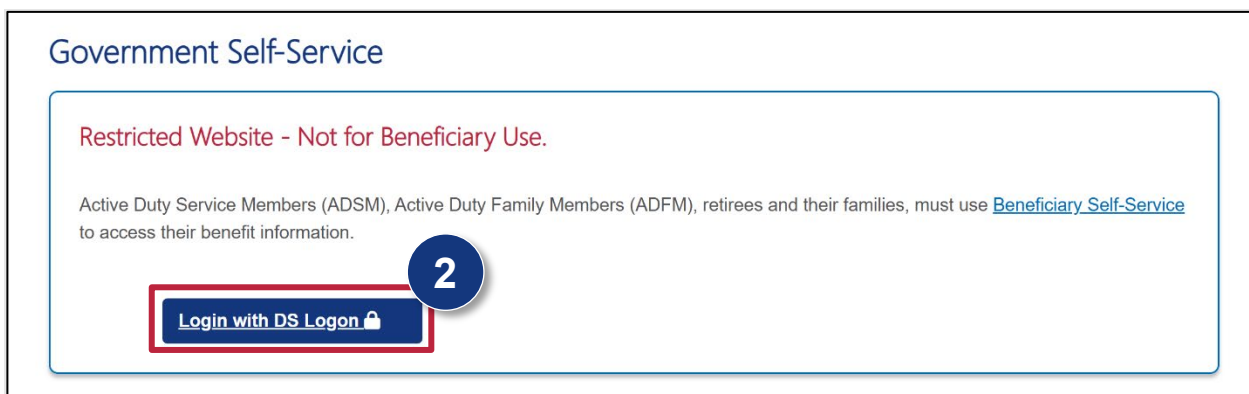 Government Self-Service
Restricted Website - Not for Beneficiary Use.
Active Duty Service Members (ADSM), Active Duty Family Members (ADFM), retirees and their families, must use Beneficiary Self-Service
to access their benefit information.
2
Login with DS Logon